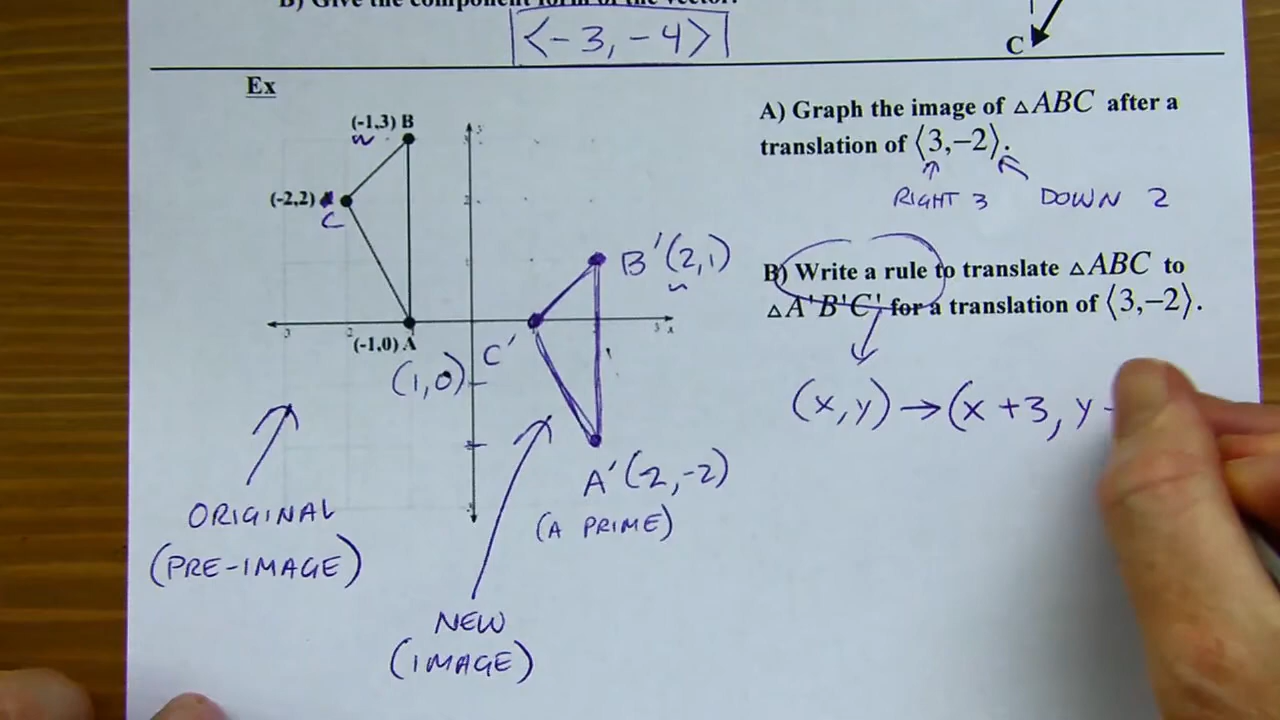 B) Give the component form of the vector.
⟨-3, -4⟩
C
Ex
A) Graph the image of △ABC after a
translation of ⟨3,-2⟩.
RIGHT 3
DOWN 2
B) Write a rule to translate △ABC to
△A'B'C' for a translation of ⟨3,-2⟩.
(x,y) → (x +3, y -
(-1,3) B
(-2,2)
C
(-1,0) A
B'(2,1)
C'
(1,0)
A'(2,-2)
(A PRIME)
ORIGINAL
(PRE-IMAGE)
NEW
(IMAGE)